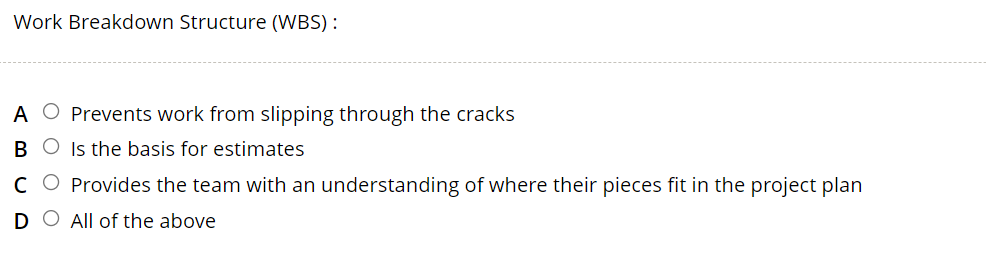 Work Breakdown Structure (WBS) :
A Prevents work from slipping through the cracks
B Is the basis for estimates
C Provides the team with an understanding of where their pieces fit in the project plan
D All of the above